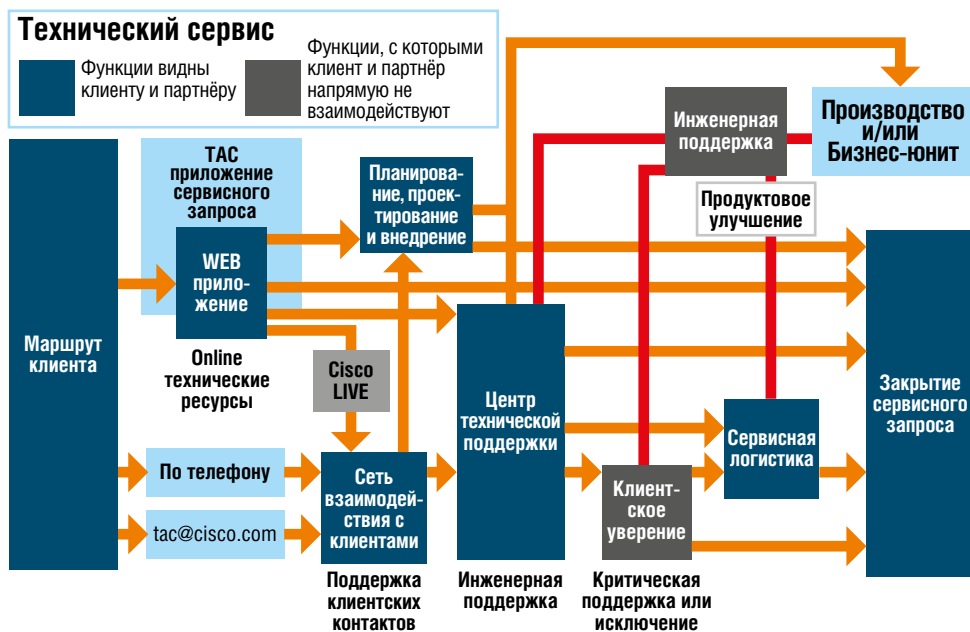 Технический сервис
Функции видны
клиенту и партнёру
Функции, с которыми
клиент и партнёр
напрямую не
взаимодействуют
Маршрут
клиента
TAC
приложение
сервисного
запроса
WEB
прило-
жение
Online
технические
ресурсы
По телефону
tac@cisco.com
Cisco
LIVE
Планирова-
ние, проек-
тирование
и внедрение
Сеть
взаимодей-
ствия с
клиентами
Поддержка
клиентских
контактов
Центр
технической
поддержки
Инженерная
поддержка
Инженерная
поддержка
Продуктовое
улучшение
Производство
и/или
Бизнес-юнит
Клиент-
ское
уверение
Критическая
поддержка или
исключение
Сервисная
логистика
Закрытие
сервисного
запроса